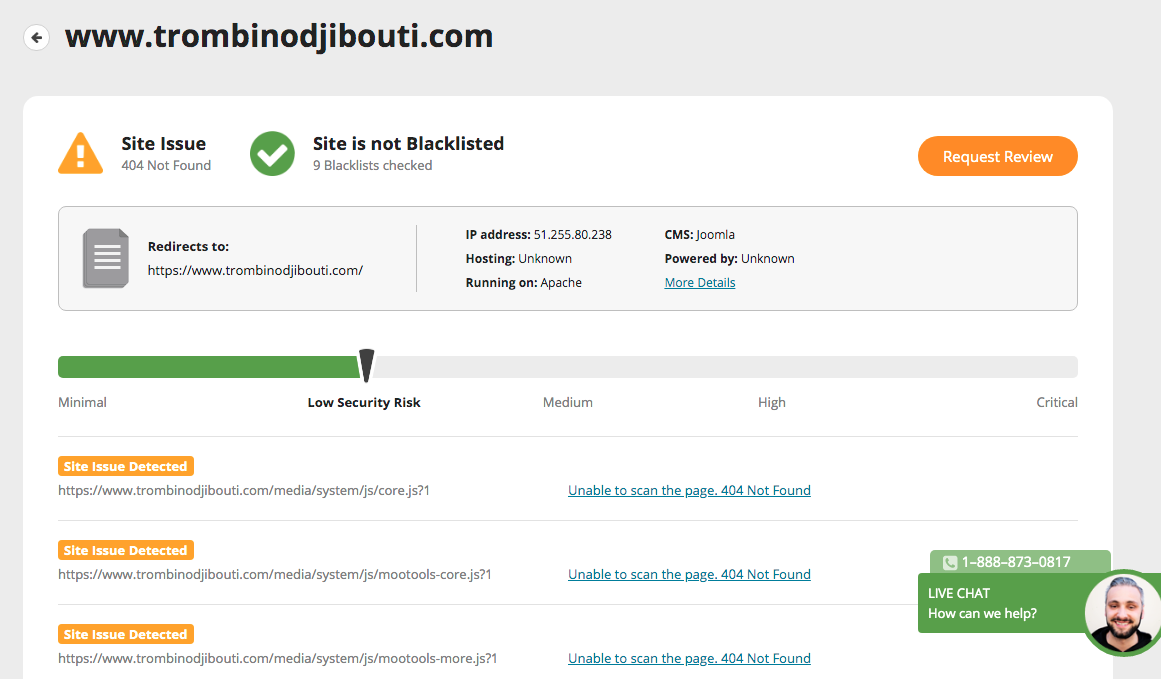 www.trombinodjibouti.com
Site Issue
404 Not Found
Site is not Blacklisted
9 Blacklists checked
Request Review
Redirects to:
https://www.trombinodjibouti.com/
IP address: 51.255.80.238
Hosting: Unknown
Running on: Apache
CMS: Joomla
Powered by: Unknown
More Details
Minimal
Low Security Risk
Medium
High
Critical
Site Issue Detected
https://www.trombinodjibouti.com/media/system/js/core.js?1
Unable to scan the page. 404 Not Found
Site Issue Detected
https://www.trombinodjibouti.com/media/system/js/mootools-core.js?1
Unable to scan the page. 404 Not Found
Site Issue Detected
https://www.trombinodjibouti.com/media/system/js/mootools-more.js?1
Unable to scan the page. 404 Not Found
1–888–873–0817
LIVE CHAT
How can we help?